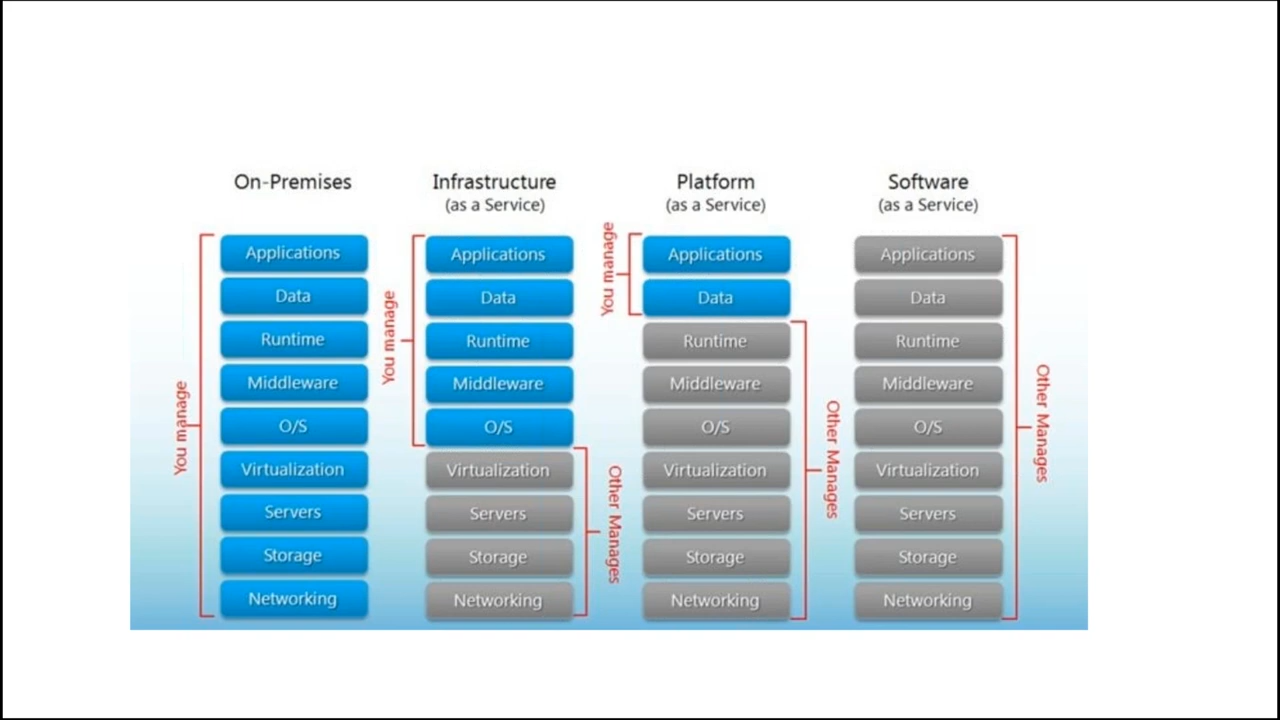 On-Premises
Applications
Data
Runtime
Middleware
O/S
Virtualization
Servers
Storage
Networking
You manage
Infrastructure
(as a Service)
Applications
Data
Runtime
Middleware
O/S
Virtualization
Servers
Storage
Networking
You manage
Other Manages
Platform
(as a Service)
Applications
Data
Runtime
Middleware
O/S
Virtualization
Servers
Storage
Networking
You manage
Other Manages
Software
(as a Service)
Applications
Data
Runtime
Middleware
O/S
Virtualization
Servers
Storage
Networking
Other Manages